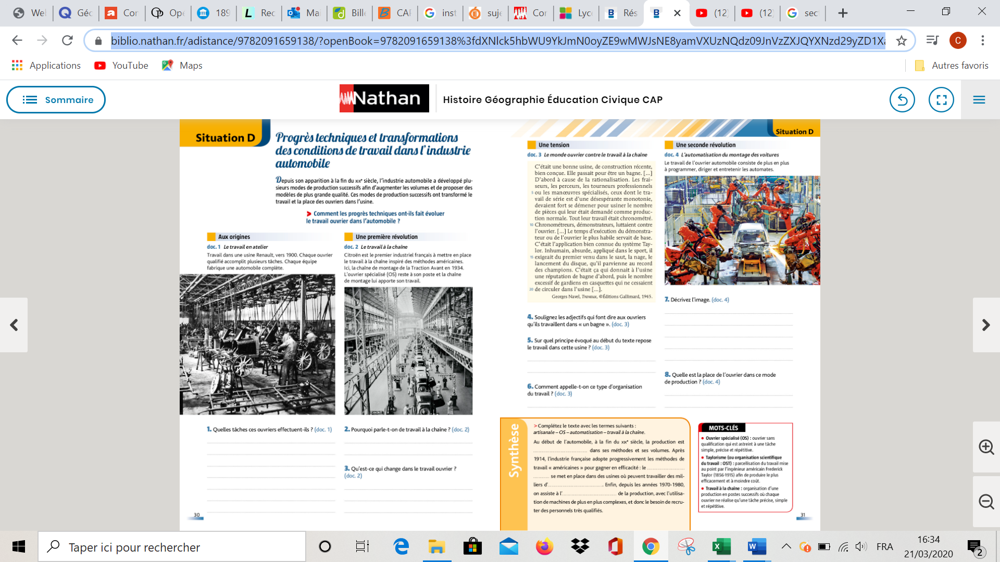 Wel
Géc
Cor
Ope
189
Rec
Mai
Bille
CAP
inst
suje
Cor
Lyce
Rés
(12)
(12)
sect
biblio.nathan.fr/adistance/9782091659138/?openBook=9782091659138%3fdXNlck5hbWU9YkJmN0oyZE9wMWJsNE8yamVXUzNQdz09JnVzZXJQYXNzd29yZD1Xa
C
Applications
YouTube
Maps
Autres favoris
Sommaire
Nathan
Histoire Géographie Éducation Civique CAP
Situation D
Progrès techniques et transformations
des conditions de travail dans l'industrie
automobile
Depuis son apparition à la fin du XIXe siècle, l'industrie automobile a développé plu-
sieurs modes de production successifs afin d'augmenter les volumes et de proposer des
modèles de plus grande qualité. Ces modes de production successifs ont transformé le
travail et la place des ouvriers dans l'usine.
> Comment les progrès techniques ont-ils fait évoluer
le travail ouvrier dans l'automobile ?
Aux origines
doc. 1 Le travail en atelier
Travail dans une usine Renault, vers 1900. Chaque ouvrier
qualifié accomplit plusieurs tâches. Chaque équipe
fabrique une automobile complète.
1. Quelles tâches ces ouvriers effectuent-ils ? (doc. 1)
Une première révolution
doc. 2 Le travail à la chaîne
Citroën est le premier industriel français à mettre en place
le travail à la chaîne inspiré des méthodes américaines.
Ici, la chaîne de montage de la Traction Avant en 1934.
L'ouvrier spécialisé (OS) reste à son poste et la chaîne
de montage lui apporte son travail.
2. Pourquoi parle-t-on de travail à la chaîne ? (doc. 2)
3. Qu'est-ce qui change dans le travail ouvrier ?
(doc. 2)
30
Situation D
Une tension
doc. 3 Le monde ouvrier contre le travail à la chaîne
C'était une bonne usine, de construction récente,
bien conçue. Elle passait pour être un bagne. [...]
D'abord à cause de la rationalisation. Les frai-
seurs, les perceurs, les tourneurs professionnels
5 ou les manœuvres spécialisés, ceux dont le tra-
vail de série est d'une désespérante monotonie,
devaient fort se démener pour usiner le nombre
de pièces qui leur était demandé comme produc-
tion normale. Tout leur travail était chronométré.
10 Chronométreurs, démonstrateurs, luttaient contre
l'ouvrier. [...] Le temps d'exécution du démonstra-
teur ou de l'ouvrier le plus habile servait de base.
C'était l'application bien connue du système Tay-
lor. Inhumain, absurde, appliqué dans le sport, il
15 exigeait du premier venu dans le saut, la nage, le
lancement du disque, qu'il parvienne au record
des champions. C'était ça qui donnait à l'usine
une réputation de bagne d'abord, puis le nombre
excessif de gardiens en casquettes qui ne cessaient
20 de circuler dans l'usine [...].
Georges Navel, Travaux, ©Éditions Gallimard, 1945.
4. Soulignez les adjectifs qui font dire aux ouvriers
qu'ils travaillent dans « un bagne ». (doc. 3)
5. Sur quel principe évoqué au début du texte repose
le travail dans cette usine ? (doc. 3)
6. Comment appelle-t-on ce type d'organisation
du travail ? (doc. 3)
Une seconde révolution
doc. 4 L'automatisation du montage des voitures
Le travail de l'ouvrier automobile consiste de plus en plus
à programmer, diriger et entretenir les automates.
7. Décrivez l'image. (doc. 4)
8. Quelle est la place de l'ouvrier dans ce mode
de production ? (doc. 4)
Synthèse
> Complétez le texte avec les termes suivants :
artisanale – OS – automatisation – travail à la chaîne.
Au début de l'automobile, à la fin du XIXe siècle, la production est
.................... dans ses méthodes et ses volumes. Après
1914, l'industrie française adopte progressivement les méthodes de
travail « américaines » pour gagner en efficacité : le ....................
.......... se met en place dans des usines où peuvent travailler des mil-
liers d'..................... Enfin, depuis les années 1970-1980,
on assiste à l'.................... de la production, avec l'utilisa-
tion de machines de plus en plus complexes, et donc le besoin de recru-
ter des personnels très qualifiés.
MOTS-CLÉS
• Ouvrier spécialisé (OS) : ouvrier sans
qualification qui est astreint à une tâche
simple, précise et répétitive.
• Taylorisme (ou organisation scientifique
du travail : OST) : parcellisation du travail mise
au point par l'ingénieur américain Frederick
Taylor (1856-1915) afin de produire le plus
efficacement et à moindre coût.
• Travail à la chaîne : organisation d'une
production en postes successifs où chaque
ouvrier ne réalise qu'une tâche précise, simple
et répétitive.
31
Taper ici pour rechercher
FRA
16:34
21/03/2020
2